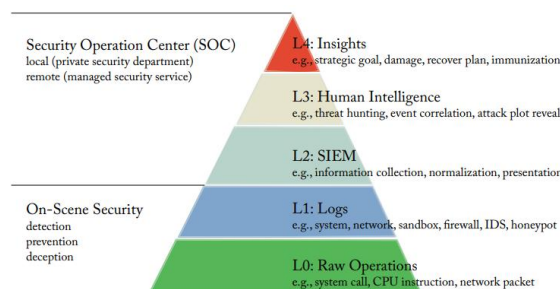 Security Operation Center (SOC)
local (private security department)
remote (managed security service)
L4: Insights
e.g., strategic goal, damage, recover plan, immunization
L3: Human Intelligence
e.g., threat hunting, event correlation, attack plot reveal
L2: SIEM
e.g., information collection, normalization, presentation
On-Scene Security
detection
prevention
deception
L1: Logs
e.g., system, network, sandbox, firewall, IDS, honeypot
L0: Raw Operations
e.g., system call, CPU instruction, network packet